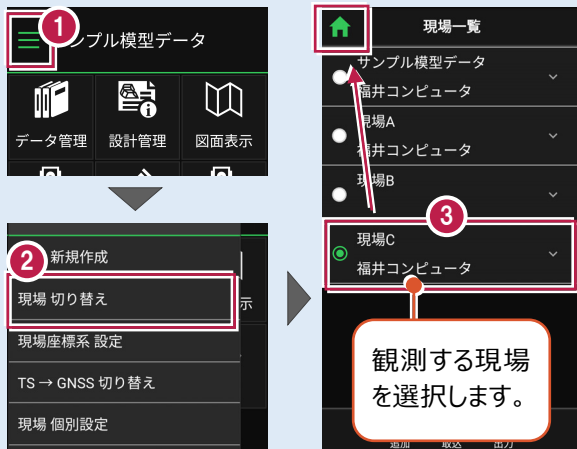 1
サンプル模型データ
データ管理
設計管理
図面表示
2
新規作成
現場 切り替え
示
現場座標系 設定
TS → GNSS 切り替え
現場 個別設定
3
現場一覧
サンプル模型データ
福井コンピュータ
現場A
福井コンピュータ
現場B
3
現場C
福井コンピュータ
観測する現場
を選択します。
追加
取込
出力